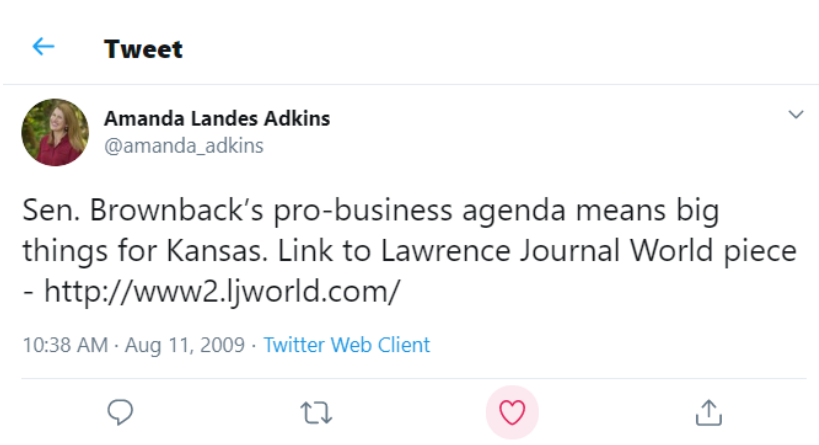 Tweet
Amanda Landes Adkins
@amanda_adkins
Sen. Brownback’s pro-business agenda means big
things for Kansas. Link to Lawrence Journal World piece
- http://www2.ljworld.com/
10:38 AM · Aug 11, 2009 · Twitter Web Client